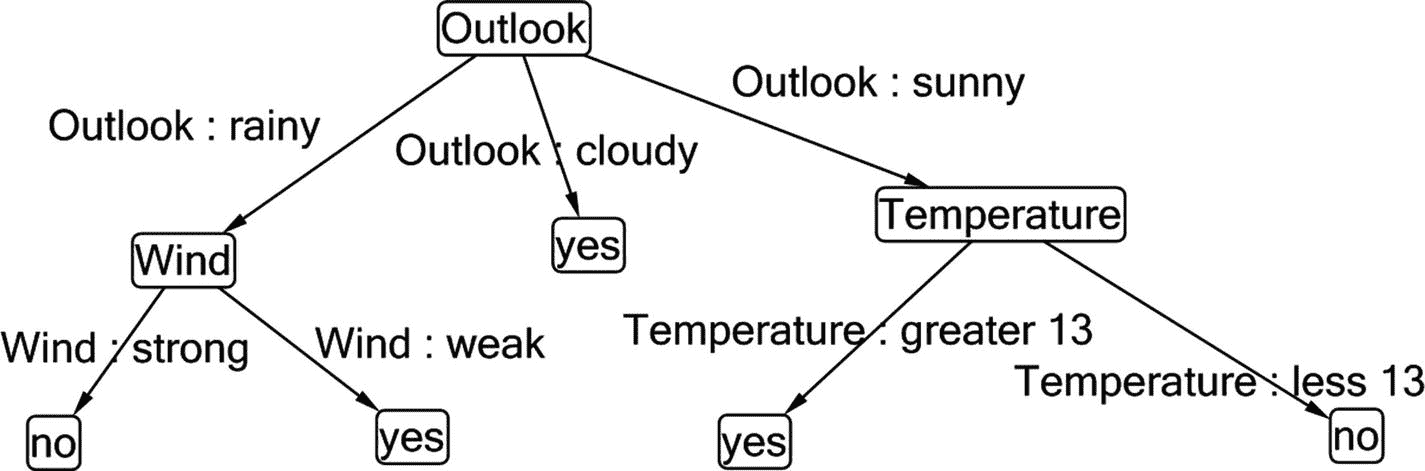 Outlook
Outlook : sunny
Outlook : rainy
Outlook : cloudy
Temperature
yes
Wind
Temperature : greater 13
Wind : strong
Wind : weak
Temperature : less 13
no
yes
yes
no